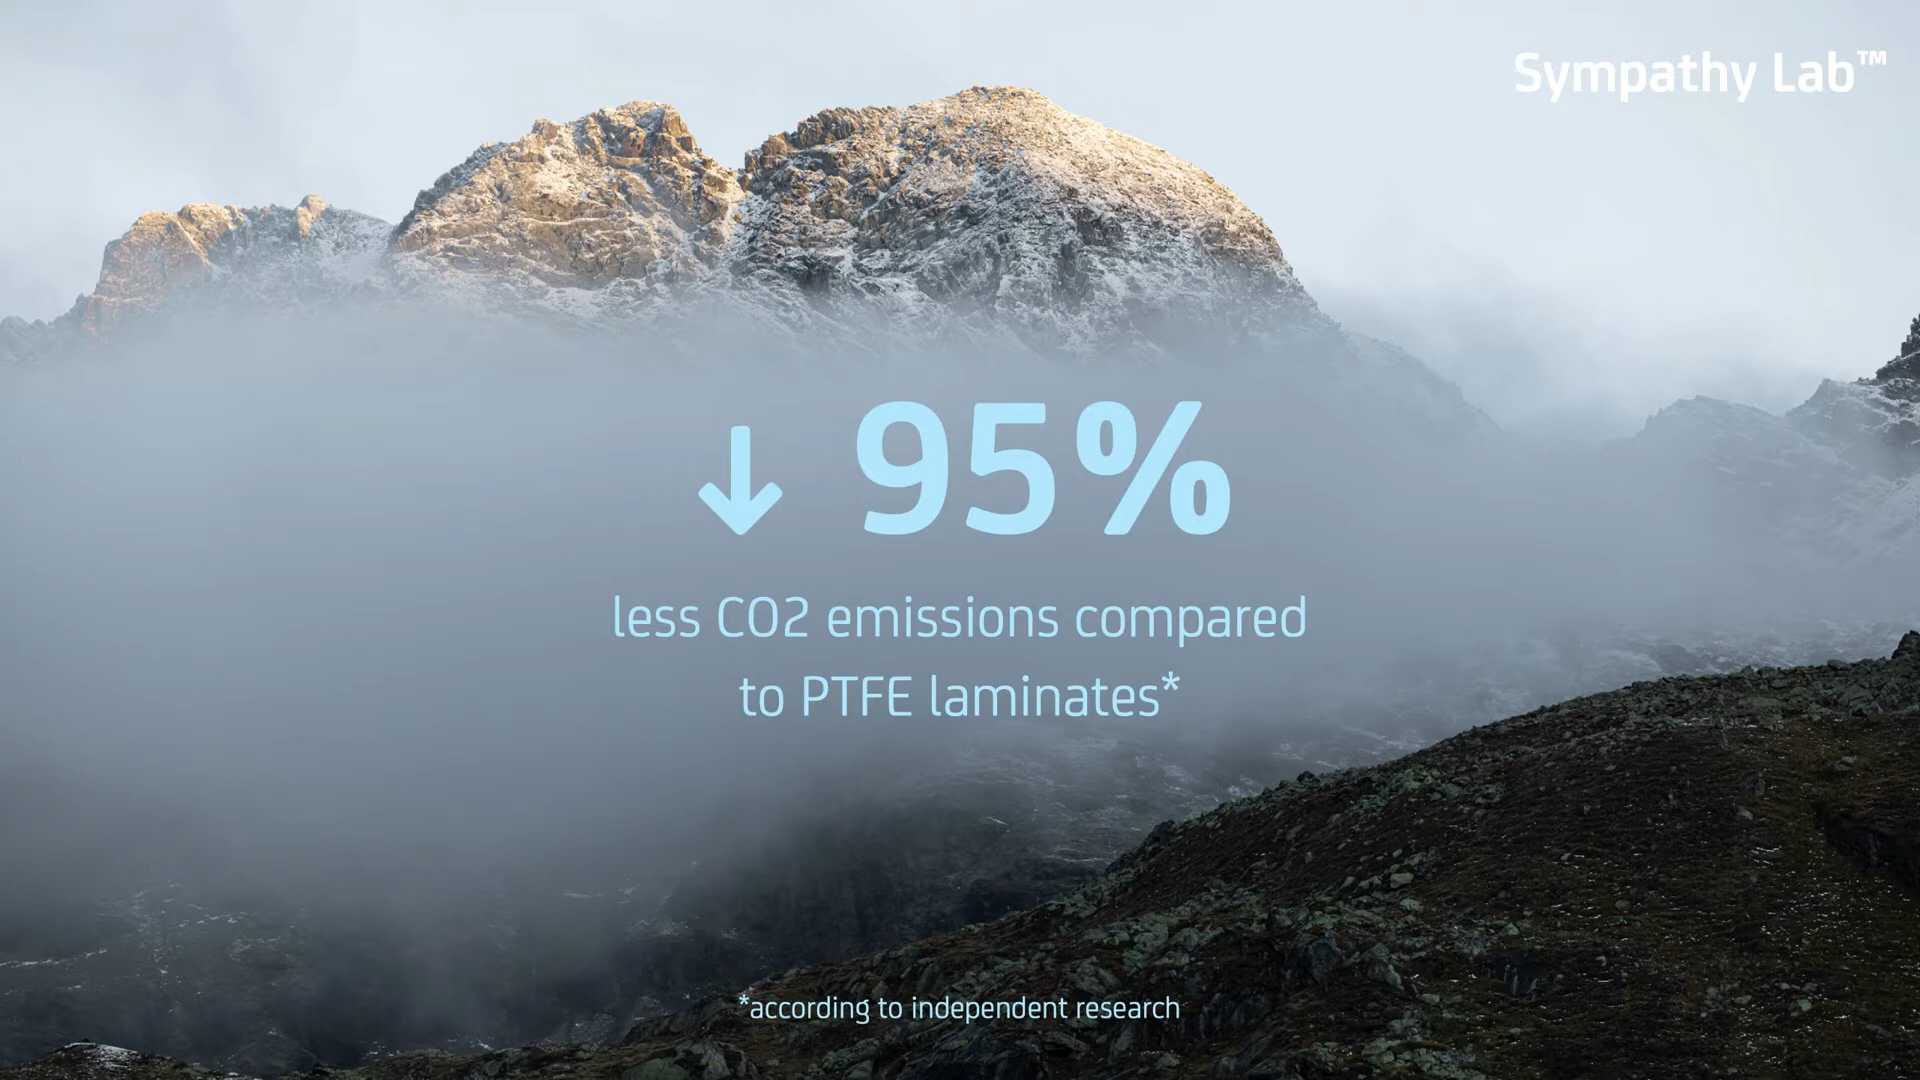 Sympathy Lab™
↓ 95%
less CO2 emissions compared
to PTFE laminates*
*according to independent research